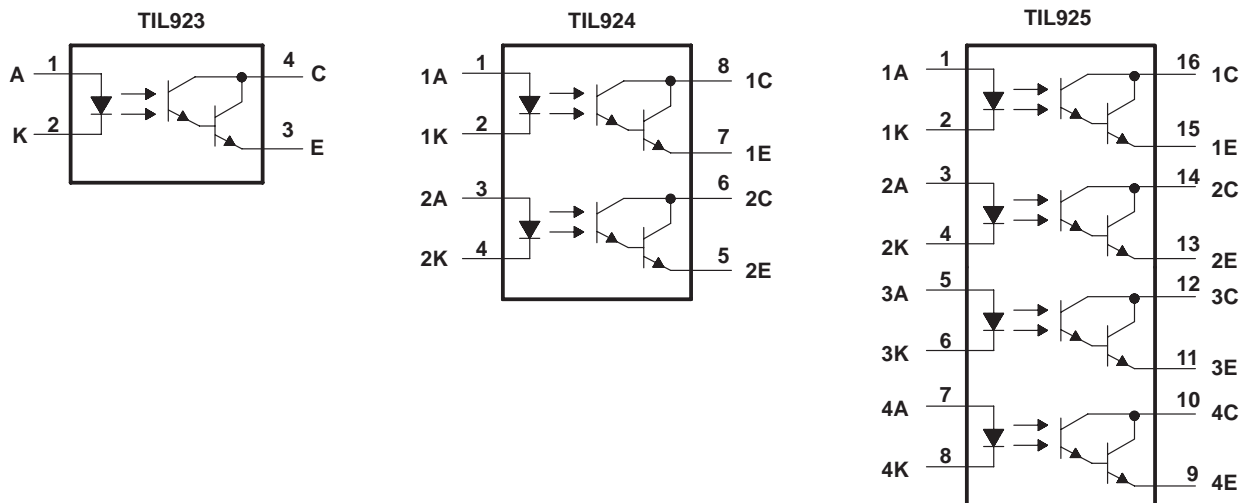 TIL923
A 1 4 C
K 2 3 E
TIL924
1A 1 8 1C
1K 2 7 1E
2A 3 6 2C
2K 4 5 2E
TIL925
1A 1 16 1C
1K 2 15 1E
2A 3 14 2C
2K 4 13 2E
3A 5 12 3C
3K 6 11 3E
4A 7 10 4C
4K 8 9 4E